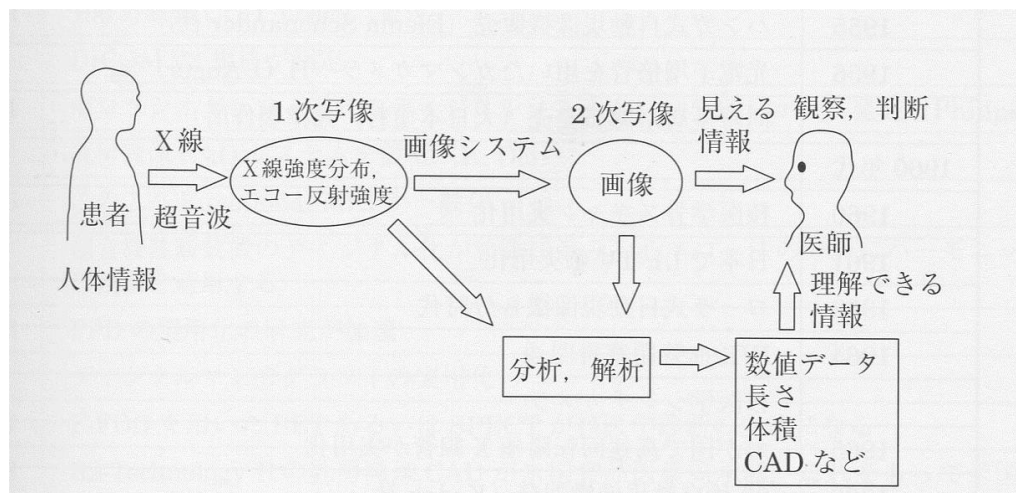 1次写像
2次写像
見える 観察，判断
情報
X線
画像システム
X線強度分布，
エコー反射強度
画像
患者
超音波
医師
人体情報
理解できる
情報
分析，解析
数値データ
長さ
体積
CADなど